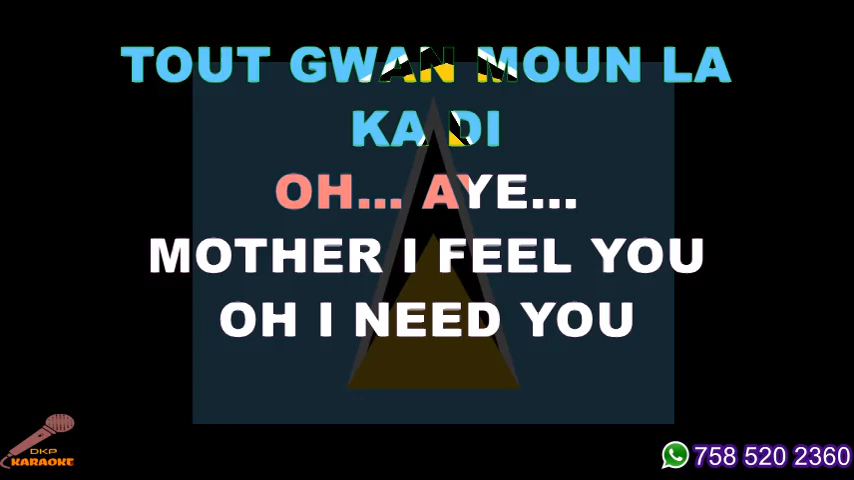 TOUT GWAN MOUN LA
KA DI
OH... AYE...
MOTHER I FEEL YOU
OH I NEED YOU
DKP
KARAOKE
758 520 2360